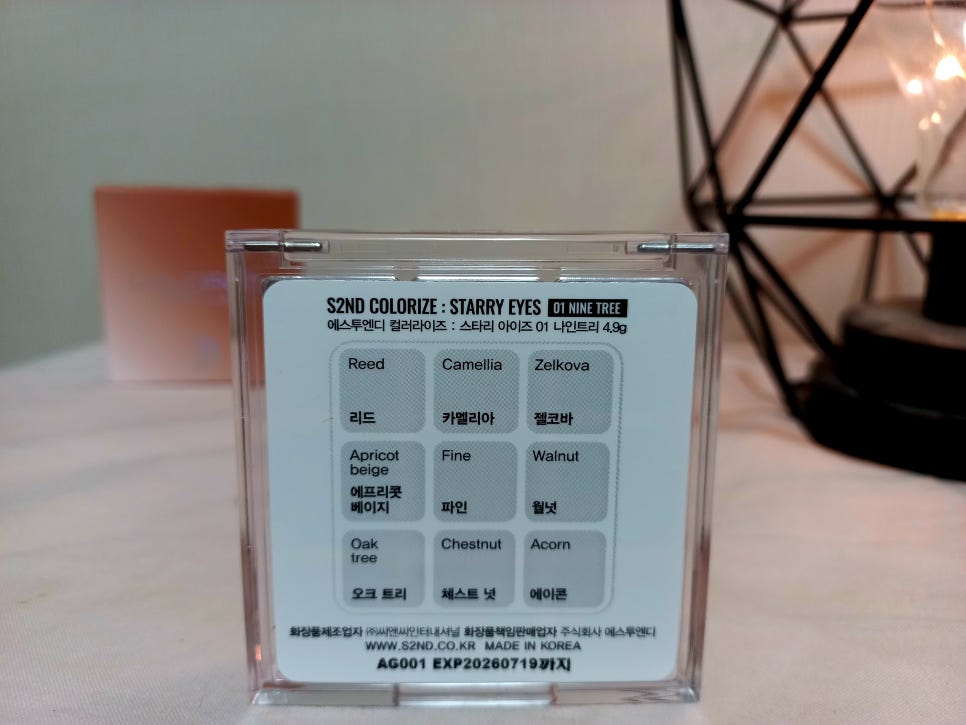 S2ND COLORIZE : STARRY EYES 01 NINE TREE
에스투엔디 컬러라이즈 : 스타리 아이즈 01 나인트리 4.9g
Reed
리드
Camellia
카멜리아
Zelkova
젤코바
Apricot
beige
에프리콧
베이지
Fine
파인
Walnut
월넛
Oak
tree
오크 트리
Chestnut
체스트 넛
Acorn
에이콘
화장품제조업자 ㈜씨앤씨인터내셔널 화장품책임판매업자 주식회사 에스투엔디
WWW.S2ND.CO.KR MADE IN KOREA
AG001 EXP20260719까지